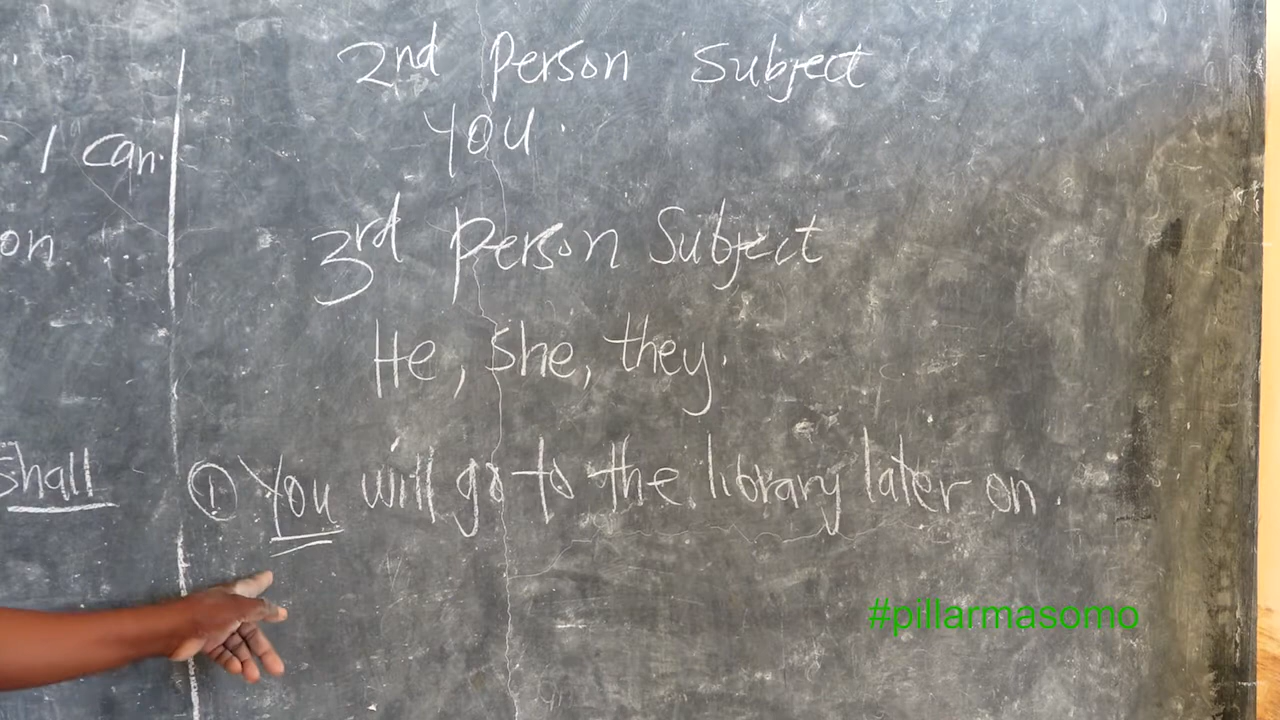 I can.
on
Shall
2nd Person Subject
You.
3rd Person Subject
He, She, they.
① You will go to the library later on.
#pillarmasomo